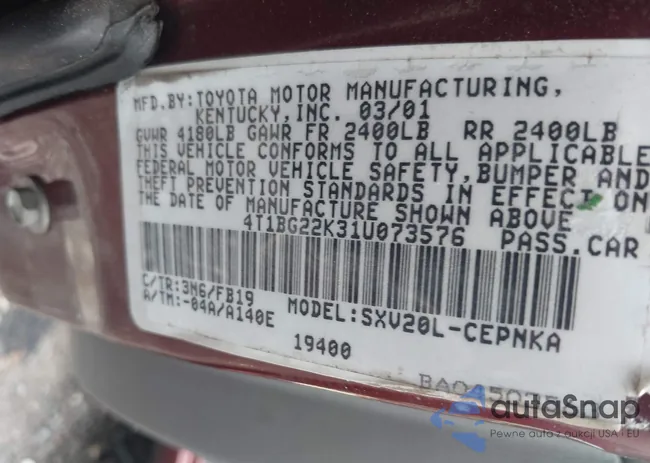 MFD.BY:TOYOTA MOTOR MANUFACTURING,
KENTUCKY,INC. 03/01
GVWR 4180LB GAWR FR 2400LB RR 2400LB
THIS VEHICLE CONFORMS TO ALL APPLICABLE
FEDERAL MOTOR VEHICLE SAFETY,BUMPER AND
THEFT PREVENTION STANDARDS IN EFFECT ON
THE DATE OF MANUFACTURE SHOWN ABOVE
4T1BG22K31U073576 PASS.CAR
C/TR:3N6/FB19
A/TM:-04A/A140E MODEL:SXV20L-CEPNKA
19400
autaSnap
Pewne auta z aukcji USA i EU